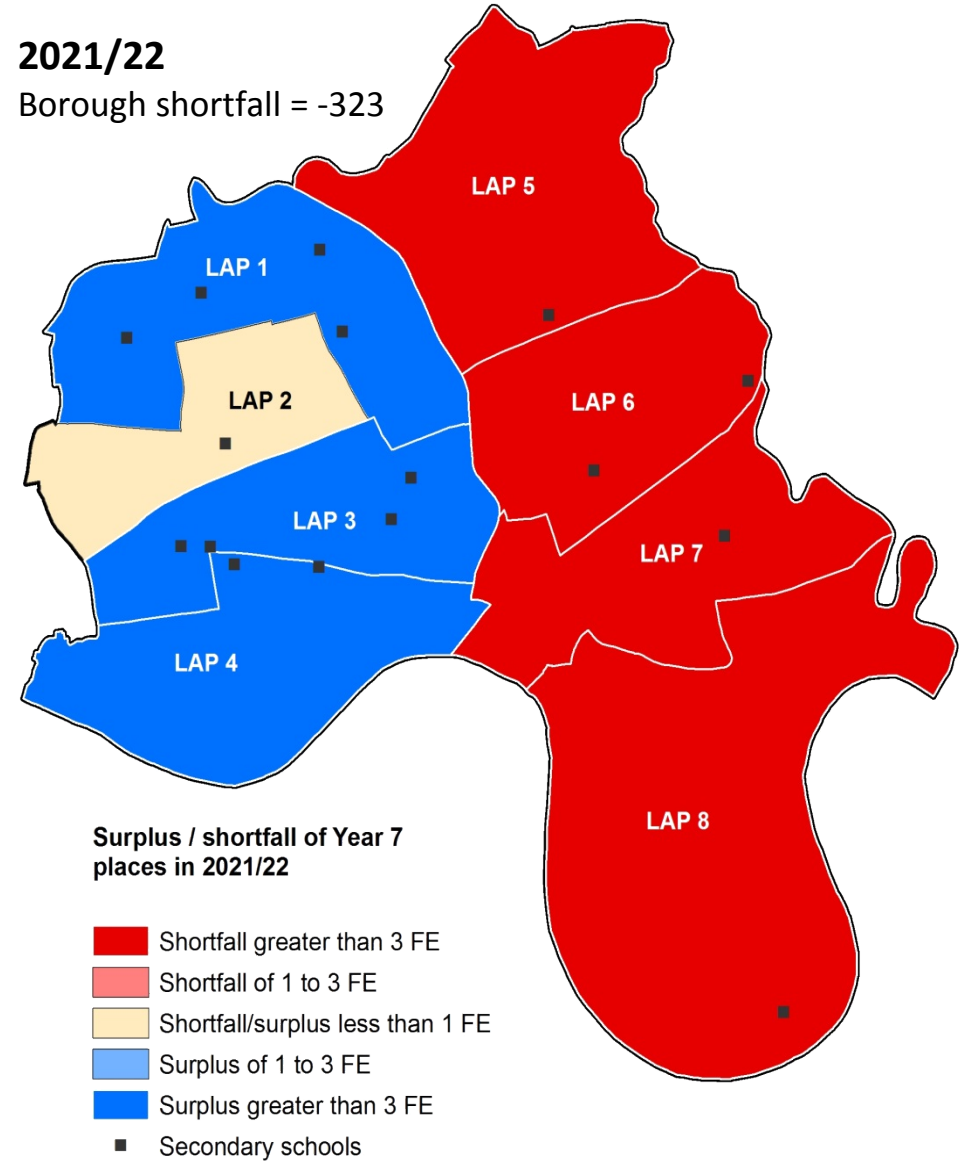 2021/22
Borough shortfall = -323
LAP 5
LAP 1
LAP 2
LAP 6
LAP 3
LAP 7
LAP 4
LAP 8
Surplus / shortfall of Year 7
places in 2021/22
Shortfall greater than 3 FE
Shortfall of 1 to 3 FE
Shortfall/surplus less than 1 FE
Surplus of 1 to 3 FE
Surplus greater than 3 FE
Secondary schools